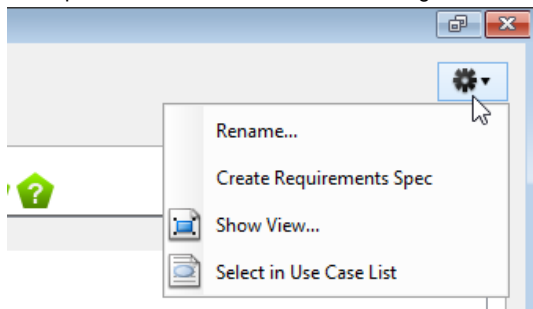 ?
Rename...
Create Requirements Spec
Show View...
Select in Use Case List